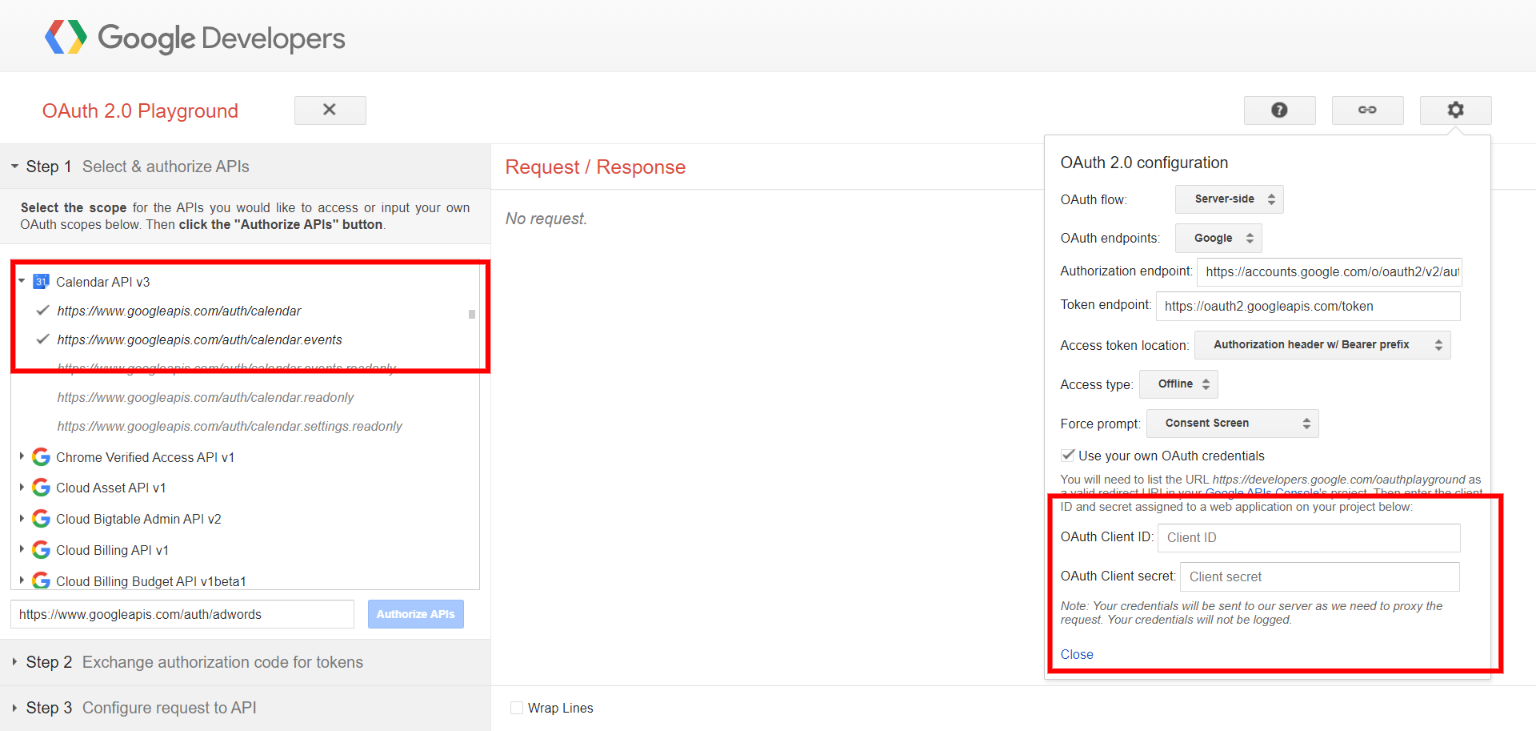 Google Developers
OAuth 2.0 Playground
Step 1 Select & authorize APIs
Select the scope for the APIs you would like to access or input your own
OAuth scopes below. Then click the "Authorize APIs" button.
31 Calendar API v3
https://www.googleapis.com/auth/calendar
https://www.googleapis.com/auth/calendar.events
https://www.googleapis.com/auth/calendar.events.readonly
https://www.googleapis.com/auth/calendar.readonly
https://www.googleapis.com/auth/calendar.settings.readonly
Chrome Verified Access API v1
Cloud Asset API v1
Cloud Bigtable Admin API v2
Cloud Billing API v1
Cloud Billing Budget API v1beta1
https://www.googleapis.com/auth/adwords Authorize APIs
Step 2 Exchange authorization code for tokens
Step 3 Configure request to API
Request / Response
No request.
Wrap Lines
OAuth 2.0 configuration
OAuth flow: Server-side
OAuth endpoints: Google
Authorization endpoint: https://accounts.google.com/o/oauth2/v2/aut
Token endpoint: https://oauth2.googleapis.com/token
Access token location: Authorization header w/ Bearer prefix
Access type: Offline
Force prompt: Consent Screen
Use your own OAuth credentials
You will need to list the URL https://developers.google.com/oauthplayground as
a valid redirect URI in your Google APIs Console's project. Then enter the client
ID and secret assigned to a web application on your project below:
OAuth Client ID: Client ID
OAuth Client secret: Client secret
Note: Your credentials will be sent to our server as we need to proxy the
request. Your credentials will not be logged.
Close